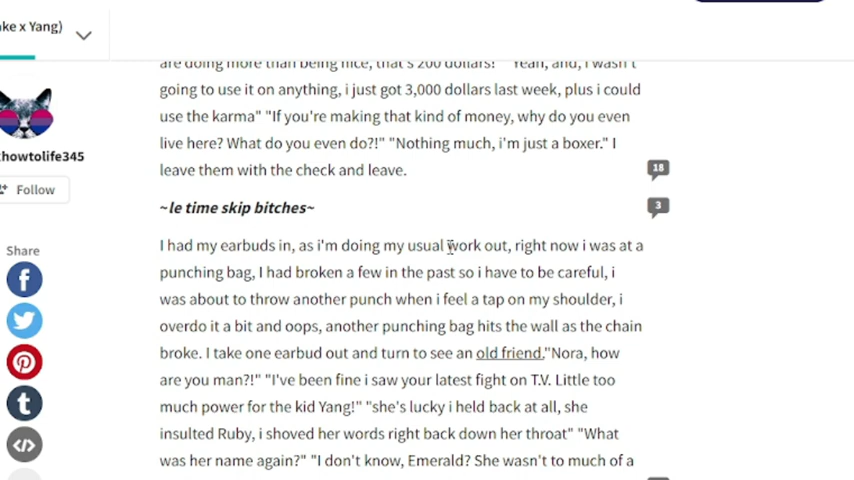 ke x Yang)
are doing more than being nice, that's 200 dollars!" "Yeah, and, i wasn't
going to use it on anything, i just got 3,000 dollars last week, plus i could
use the karma" "If you're making that kind of money, why do you even
live here? What do you even do?!" "Nothing much, i'm just a boxer." I
leave them with the check and leave.
18
howtolife345
Follow
~le time skip bitches~
3
I had my earbuds in, as i'm doing my usual work out, right now i was at a
punching bag, I had broken a few in the past so i have to be careful, i
was about to throw another punch when i feel a tap on my shoulder, i
overdo it a bit and oops, another punching bag hits the wall as the chain
broke. I take one earbud out and turn to see an old friend."Nora, how
are you man?!" "I've been fine i saw your latest fight on T.V. Little too
much power for the kid Yang!" "she's lucky i held back at all, she
insulted Ruby, i shoved her words right back down her throat" "What
was her name again?" "I don't know, Emerald? She wasn't to much of a
Share